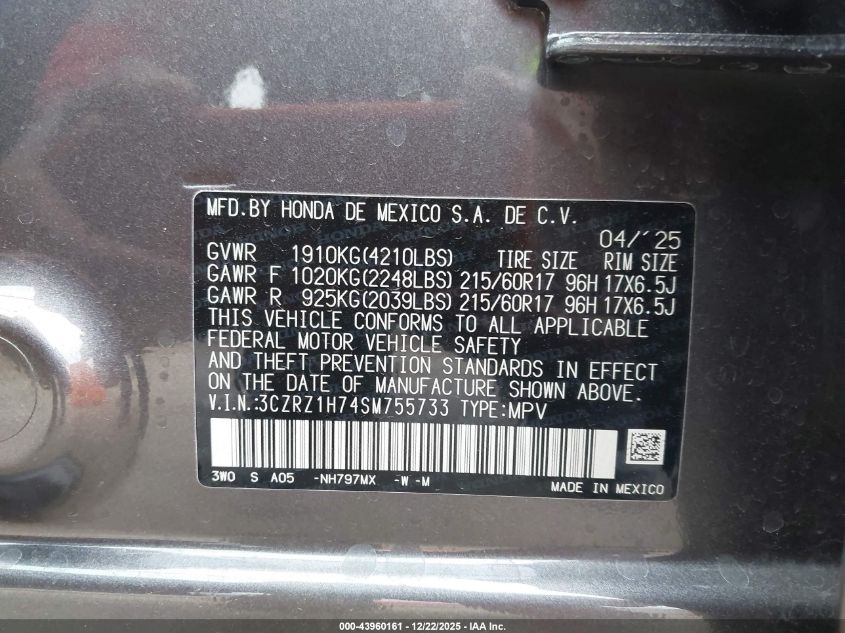 MFD.BY HONDA DE MEXICO S.A. DE C.V.
04/´25
GVWR 1910KG(4210LBS) TIRE SIZE RIM SIZE
GAWR F 1020KG(2248LBS) 215/60R17 96H 17X6.5J
GAWR R 925KG(2039LBS) 215/60R17 96H 17X6.5J
THIS VEHICLE CONFORMS TO ALL APPLICABLE
FEDERAL MOTOR VEHICLE SAFETY
AND THEFT PREVENTION STANDARDS IN EFFECT
ON THE DATE OF MANUFACTURE SHOWN ABOVE.
V.I.N.:3CZRZ1H74SM755733 TYPE:MPV
3W0 S A05 -NH797MX -W -M
MADE IN MEXICO
000-43960161 - 12/22/2025 - IAA Inc.